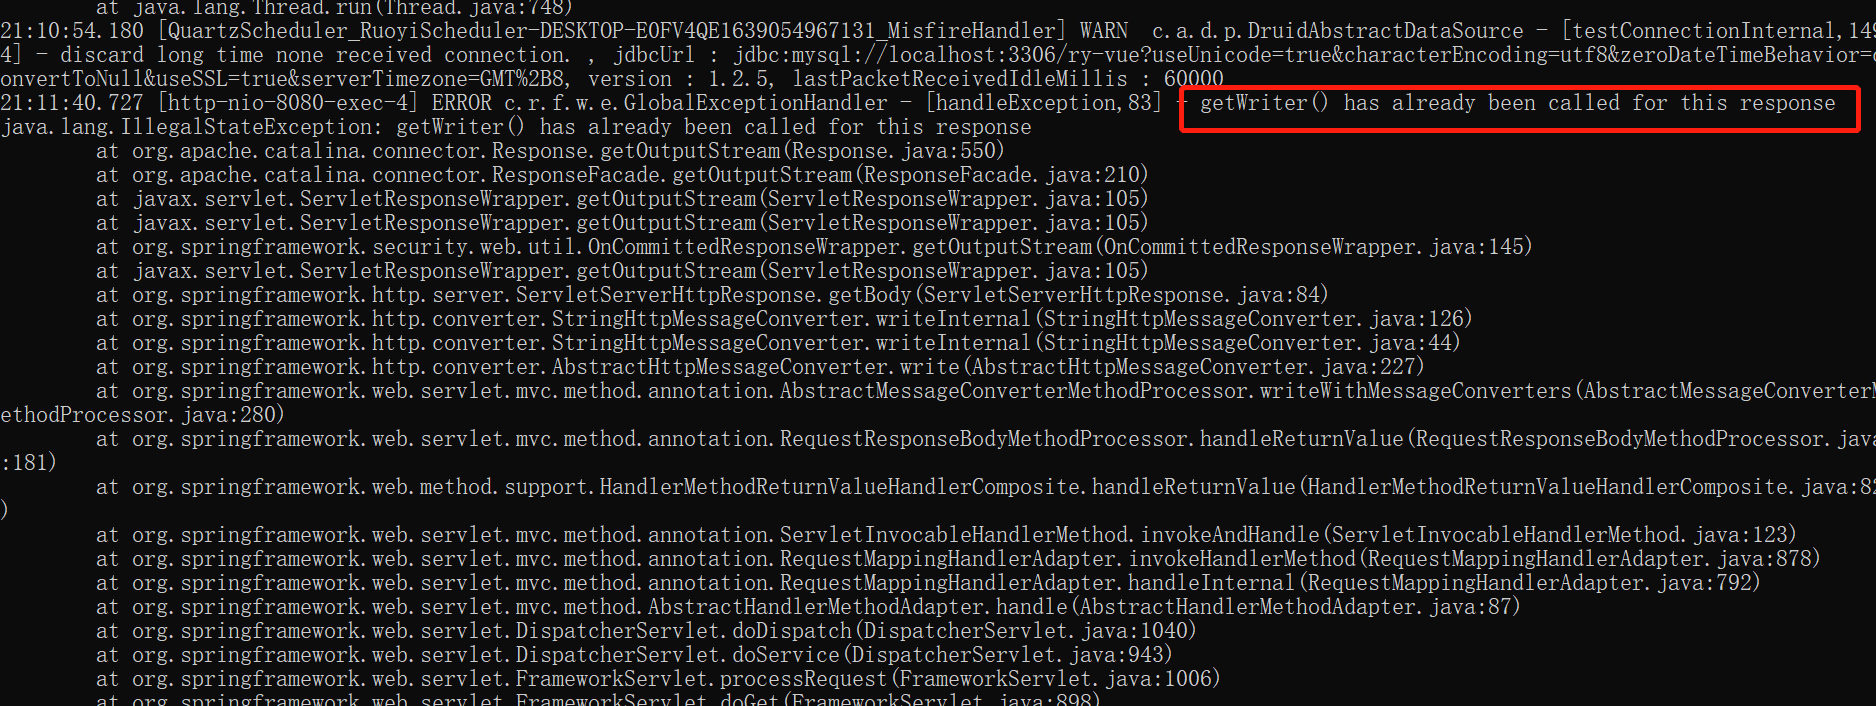 at java.lang.Thread.run(Thread.java:748)
21:10:54.180 [QuartzScheduler_RuoyiScheduler-DESKTOP-E0FV4QE1639054967131_MisfireHandler] WARN  c.a.d.p.DruidAbstractDataSource - [testConnectionInternal,149
4] - discard long time none received connection. , jdbcUrl : jdbc:mysql://localhost:3306/ry-vue?useUnicode=true&characterEncoding=utf8&zeroDateTimeBehavior=c
onvertToNull&useSSL=true&serverTimezone=GMT%2B8, version : 1.2.5, lastPacketReceivedIdleMillis : 60000
21:11:40.727 [http-nio-8080-exec-4] ERROR c.r.f.w.e.GlobalExceptionHandler - [handleException,83] - getWriter() has already been called for this response
java.lang.IllegalStateException: getWriter() has already been called for this response
at org.apache.catalina.connector.Response.getOutputStream(Response.java:550)
at org.apache.catalina.connector.ResponseFacade.getOutputStream(ResponseFacade.java:210)
at javax.servlet.ServletResponseWrapper.getOutputStream(ServletResponseWrapper.java:105)
at javax.servlet.ServletResponseWrapper.getOutputStream(ServletResponseWrapper.java:105)
at org.springframework.security.web.util.OnCommittedResponseWrapper.getOutputStream(OnCommittedResponseWrapper.java:145)
at javax.servlet.ServletResponseWrapper.getOutputStream(ServletResponseWrapper.java:105)
at org.springframework.http.server.ServletServerHttpResponse.getBody(ServletServerHttpResponse.java:84)
at org.springframework.http.converter.StringHttpMessageConverter.writeInternal(StringHttpMessageConverter.java:126)
at org.springframework.http.converter.StringHttpMessageConverter.writeInternal(StringHttpMessageConverter.java:44)
at org.springframework.http.converter.AbstractHttpMessageConverter.write(AbstractHttpMessageConverter.java:227)
at org.springframework.web.servlet.mvc.method.annotation.AbstractMessageConverterMethodProcessor.writeWithMessageConverters(AbstractMessageConverterM
ethodProcessor.java:280)
at org.springframework.web.servlet.mvc.method.annotation.RequestResponseBodyMethodProcessor.handleReturnValue(RequestResponseBodyMethodProcessor.java
:181)
at org.springframework.web.method.support.HandlerMethodReturnValueHandlerComposite.handleReturnValue(HandlerMethodReturnValueHandlerComposite.java:82
)
at org.springframework.web.servlet.mvc.method.annotation.ServletInvocableHandlerMethod.invokeAndHandle(ServletInvocableHandlerMethod.java:123)
at org.springframework.web.servlet.mvc.method.annotation.RequestMappingHandlerAdapter.invokeHandlerMethod(RequestMappingHandlerAdapter.java:878)
at org.springframework.web.servlet.mvc.method.annotation.RequestMappingHandlerAdapter.handleInternal(RequestMappingHandlerAdapter.java:792)
at org.springframework.web.servlet.mvc.method.AbstractHandlerMethodAdapter.handle(AbstractHandlerMethodAdapter.java:87)
at org.springframework.web.servlet.DispatcherServlet.doDispatch(DispatcherServlet.java:1040)
at org.springframework.web.servlet.DispatcherServlet.doService(DispatcherServlet.java:943)
at org.springframework.web.servlet.FrameworkServlet.processRequest(FrameworkServlet.java:1006)
at org.springframework.web.servlet.FrameworkServlet.doGet(FrameworkServlet.java:898)